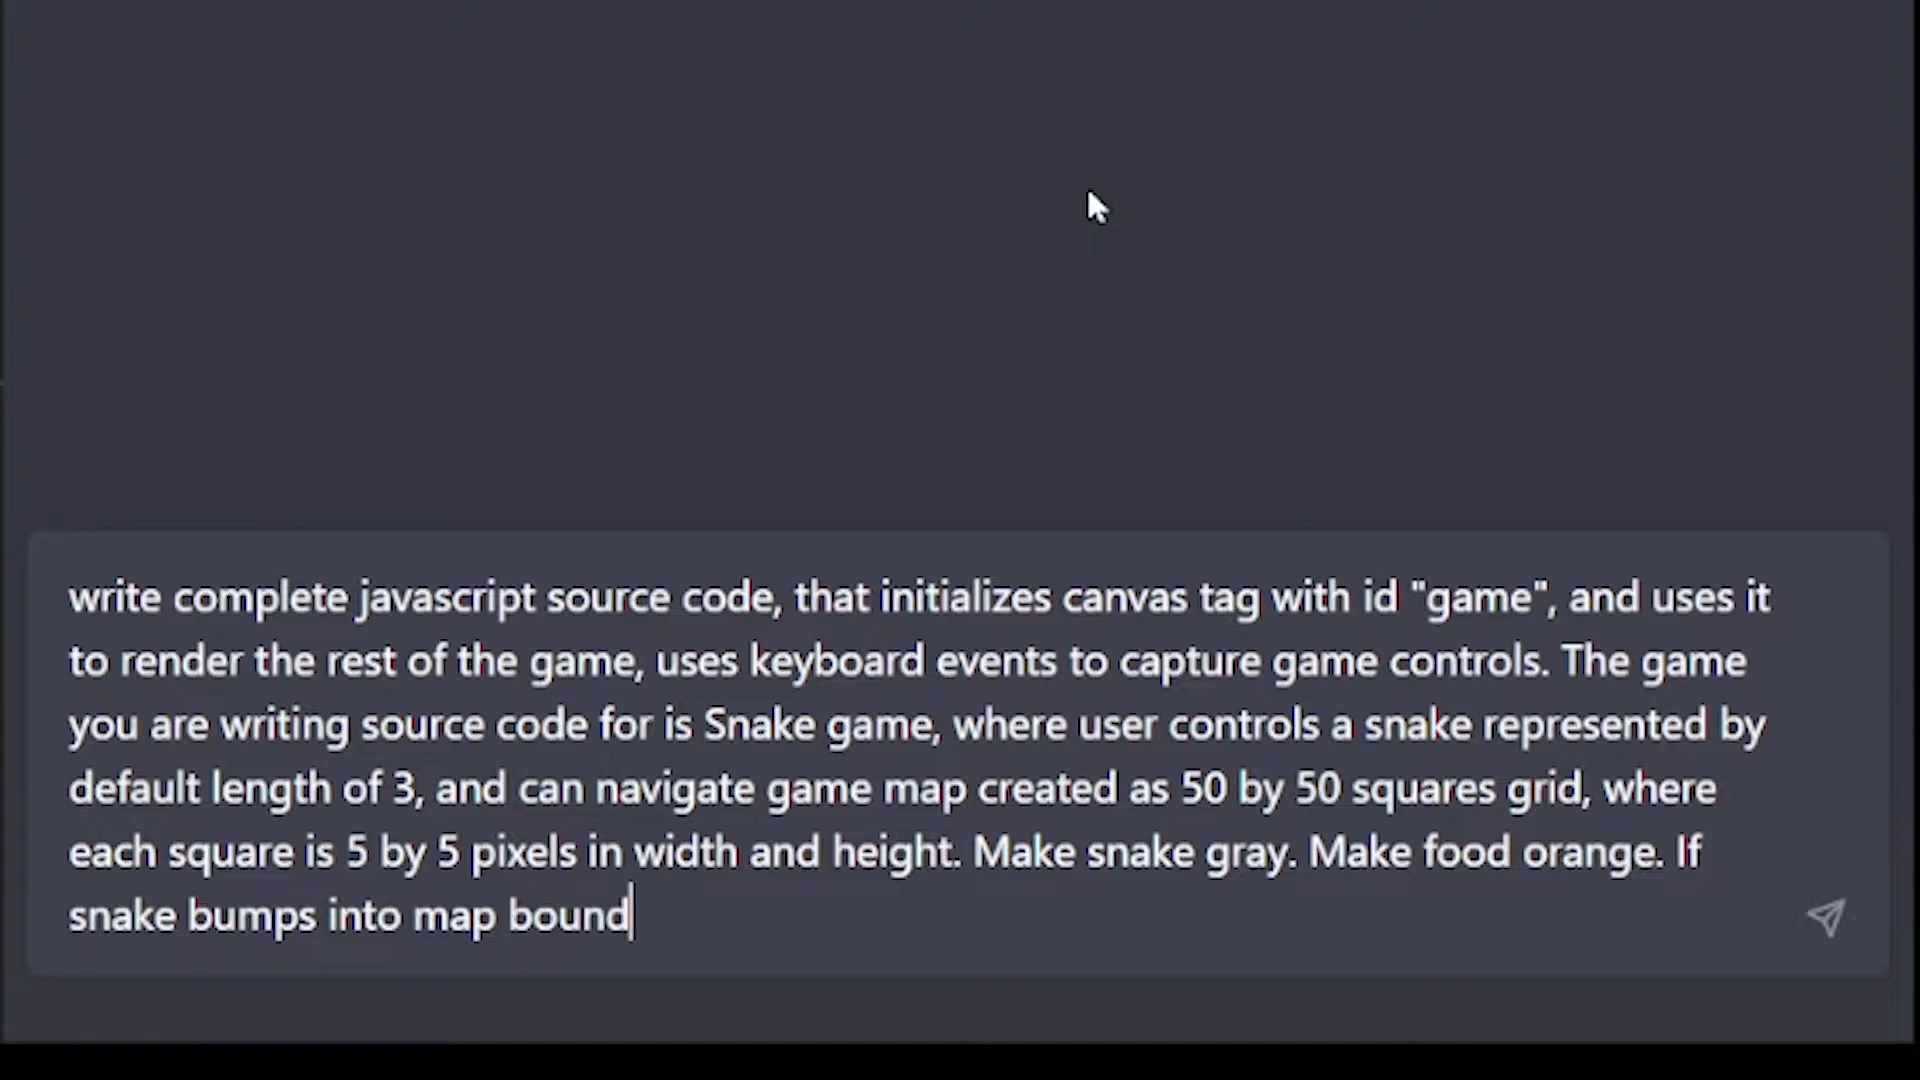 write complete javascript source code, that initializes canvas tag with id "game", and uses it
to render the rest of the game, uses keyboard events to capture game controls. The game
you are writing source code for is Snake game, where user controls a snake represented by
default length of 3, and can navigate game map created as 50 by 50 squares grid, where
each square is 5 by 5 pixels in width and height. Make snake gray. Make food orange. If
snake bumps into map bound